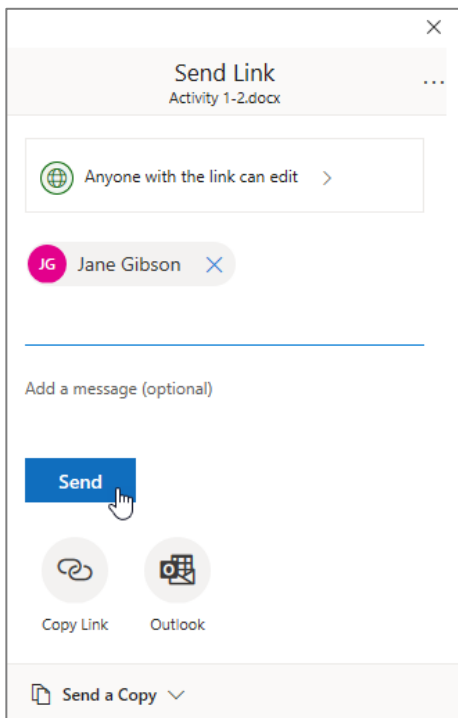 Send Link
...
Activity 1-2.docx
Anyone with the link can edit
JG Jane Gibson
Add a message (optional)
Send
Copy Link Outlook
Send a Copy